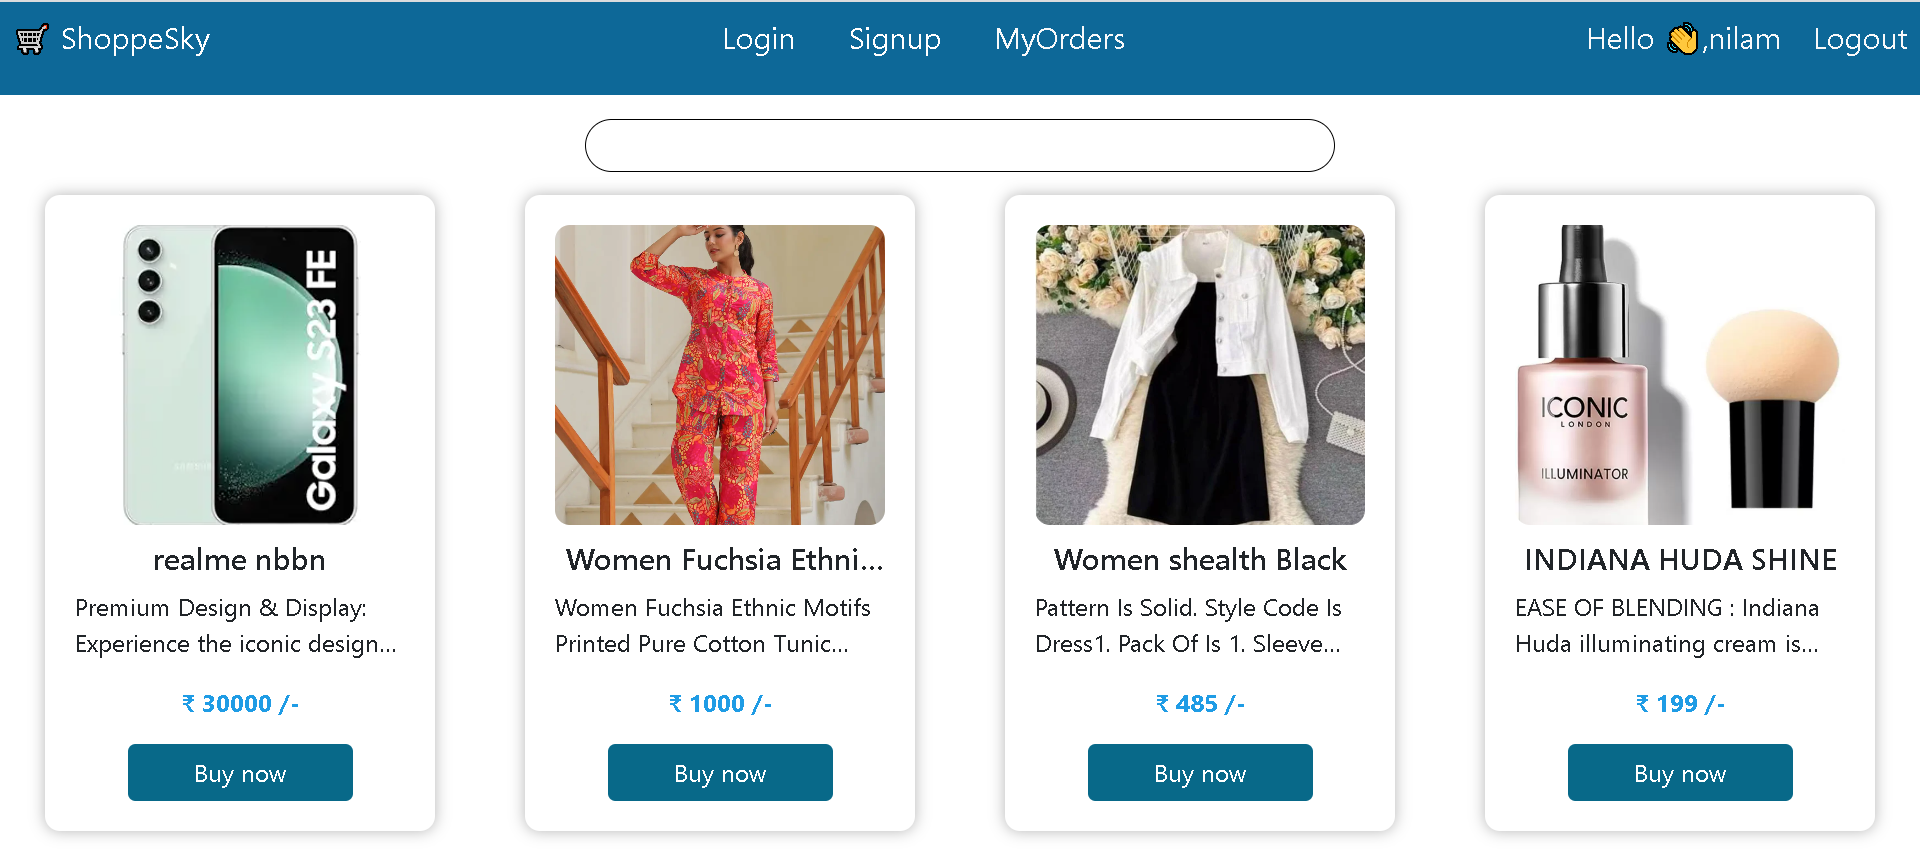 ShoppeSky
Login Signup MyOrders
Hello 👋,nilam Logout
Galaxy S23 FE
SAMSUNG
realme nbbn
Premium Design & Display:
Experience the iconic design...
₹ 30000 /-
Buy now
Women Fuchsia Ethni...
Women Fuchsia Ethnic Motifs
Printed Pure Cotton Tunic...
₹ 1000 /-
Buy now
Women shealth Black
Pattern Is Solid. Style Code Is
Dress1. Pack Of Is 1. Sleeve...
₹ 485 /-
Buy now
ICONIC
LONDON
ILLUMINATOR
INDIANA HUDA SHINE
EASE OF BLENDING : Indiana
Huda illuminating cream is...
₹ 199 /-
Buy now